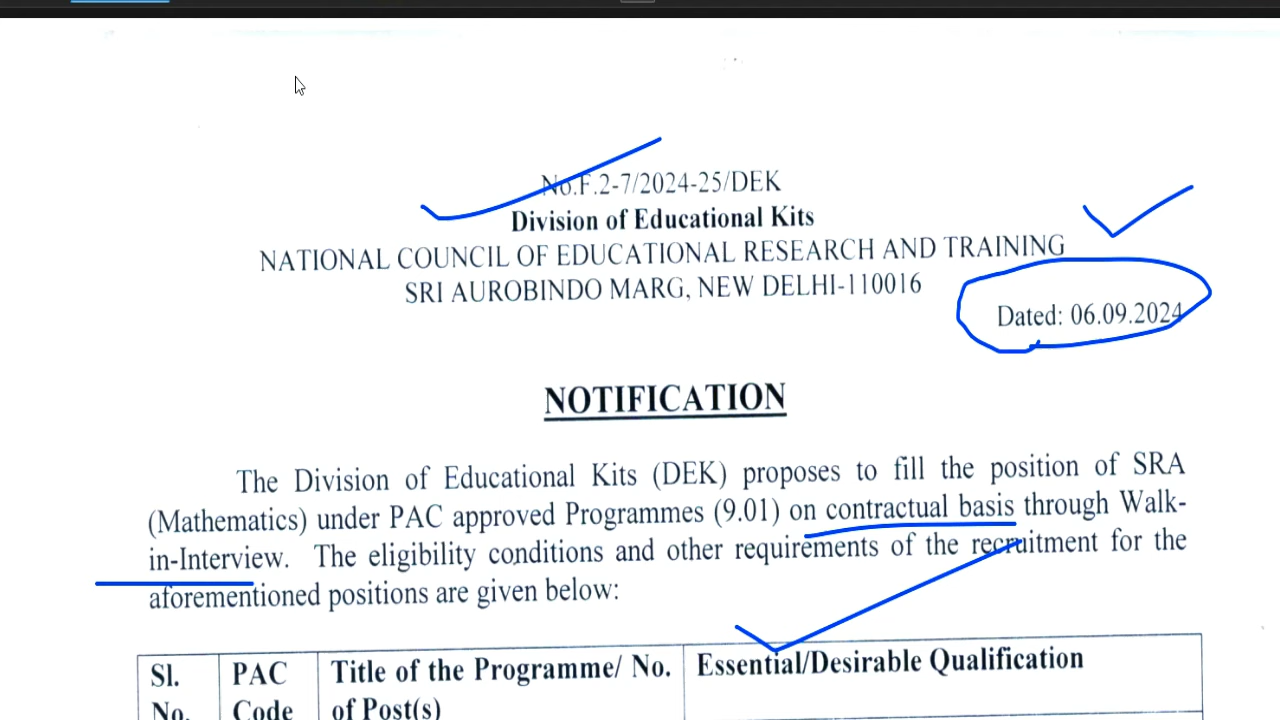 No.F.2-7/2024-25/DEK
Division of Educational Kits
NATIONAL COUNCIL OF EDUCATIONAL RESEARCH AND TRAINING
SRI AUROBINDO MARG, NEW DELHI-110016
Dated: 06.09.2024
NOTIFICATION
The Division of Educational Kits (DEK) proposes to fill the position of SRA
(Mathematics) under PAC approved Programmes (9.01) on contractual basis through Walk-
in-Interview. The eligibility conditions and other requirements of the recruitment for the
aforementioned positions are given below:
Sl. PAC Title of the Programme/ No. Essential/Desirable Qualification
No. Code of Post(s)